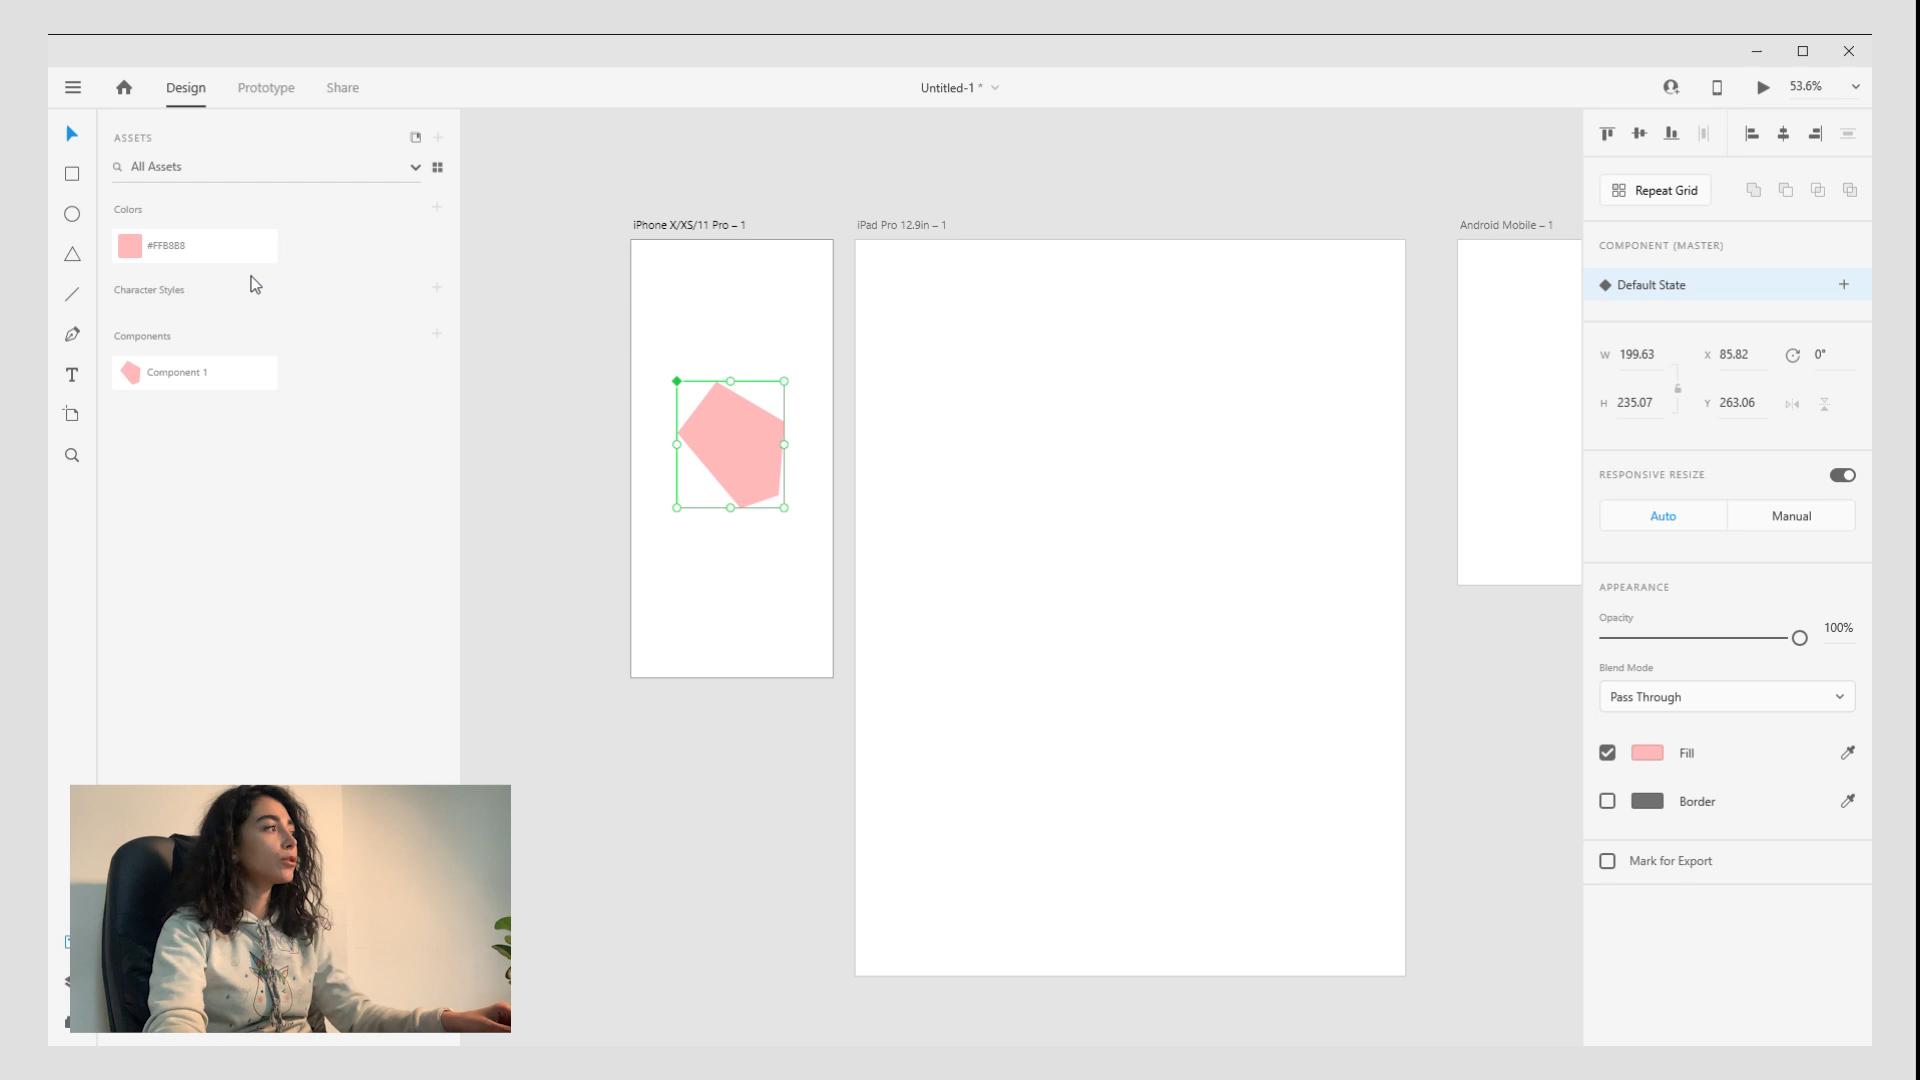 Design
Prototype
Share
Untitled-1 *
53.6%
ASSETS
All Assets
Colors
#FFB8B8
Character Styles
Components
Component 1
iPhone X/XS/11 Pro – 1
iPad Pro 12.9in – 1
Android Mobile – 1
Repeat Grid
COMPONENT (MASTER)
Default State
W 199.63 X 85.82 0°
H 235.07 Y 263.06
RESPONSIVE RESIZE
Auto Manual
APPEARANCE
Opacity
100%
Blend Mode
Pass Through
Fill
Border
Mark for Export